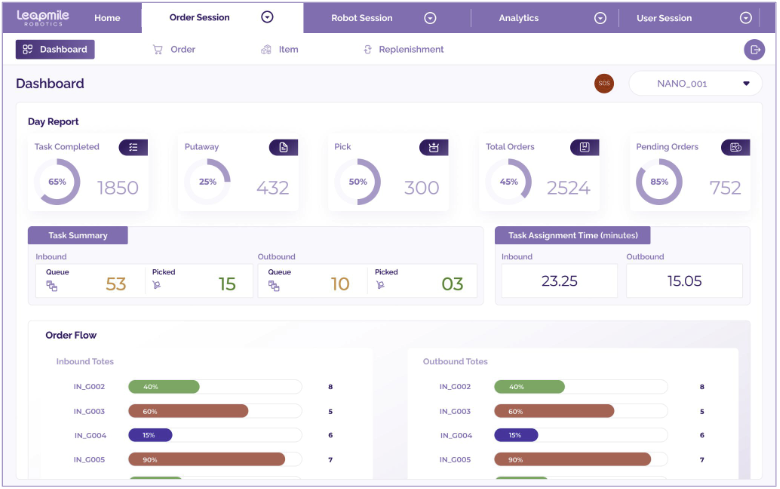 Leapmile ROBOTICS Home Order Session Robot Session Analytics User Session
Dashboard Order Item Replenishment
Dashboard SOS NANO_001
Day Report
Task Completed Putaway Pick Total Orders Pending Orders
65% 1850 25% 432 50% 300 45% 2524 85% 752
Task Summary Task Assignment Time (minutes)
Inbound Outbound Inbound Outbound
Queue 53 Picked 15 Queue 10 Picked 03 23.25 15.05
Order Flow
Inbound Totes Outbound Totes
IN_G002 40% 8 IN_G002 40% 8
IN_G003 60% 5 IN_G003 60% 5
IN_G004 15% 6 IN_G004 15% 6
IN_G005 90% 7 IN_G005 90% 7